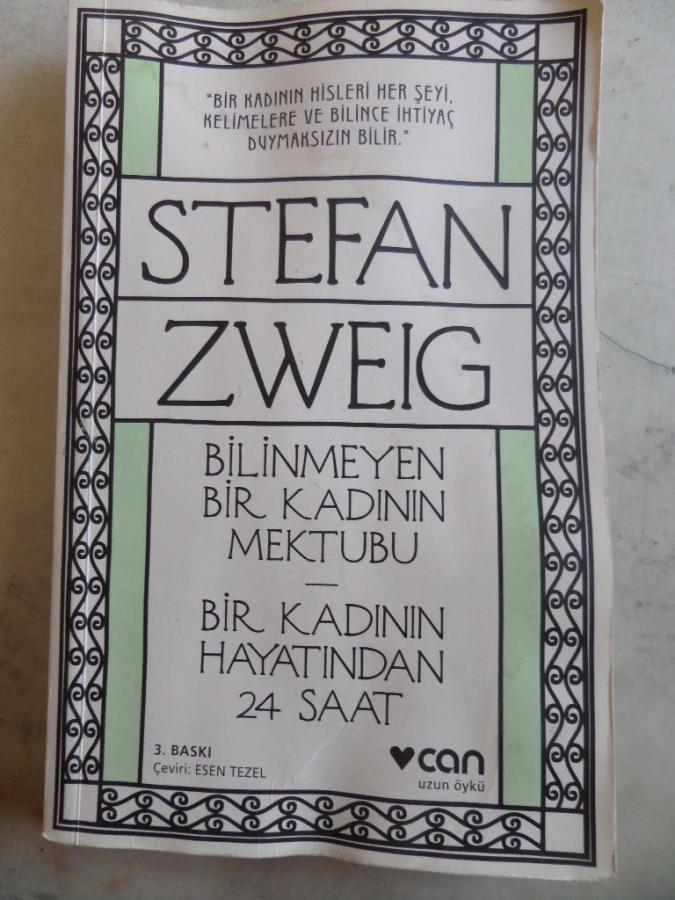 "BİR KADININ HİSLERİ HER ŞEYİ,
KELİMELERE VE BİLİNCE İHTİYAÇ
DUYMAKSIZIN BİLİR."
STEFAN
ZWEIG
BİLİNMEYEN
BİR KADININ
MEKTUBU
—
BİR KADININ
HAYATINDAN
24 SAAT
3. BASKI
Çeviri: ESEN TEZEL
can
uzun öykü